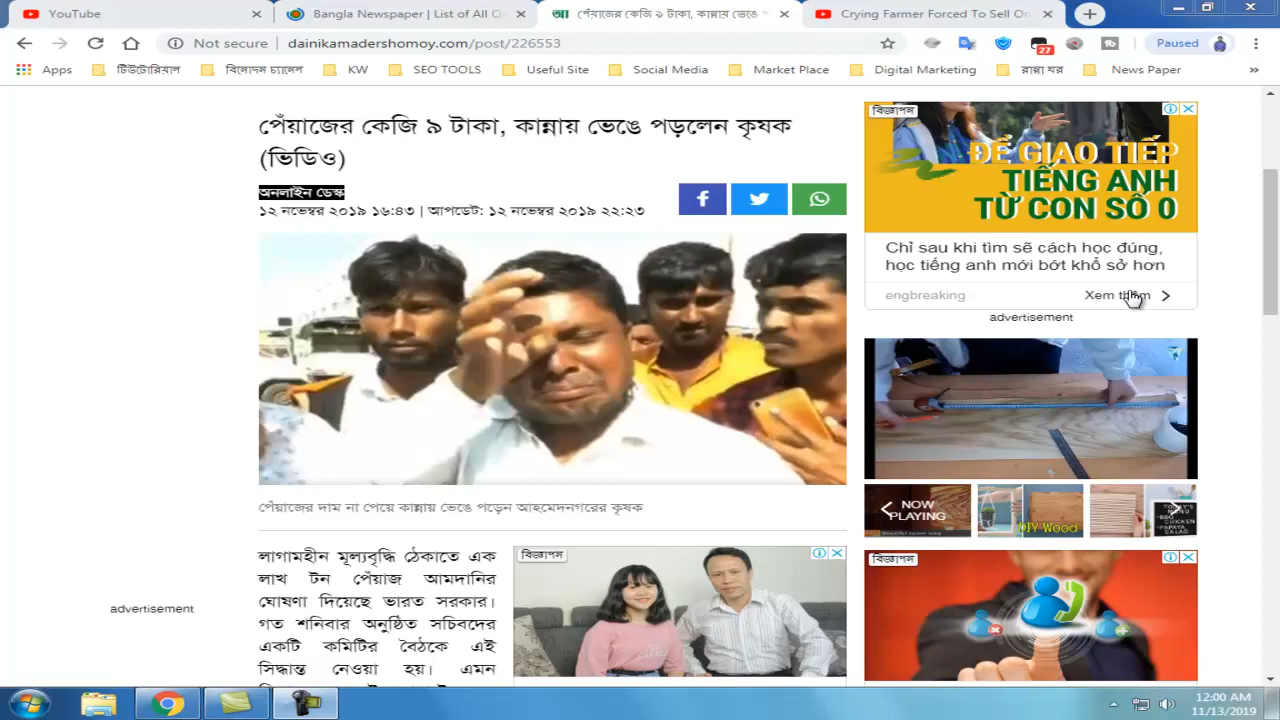 YouTube
Bangla Newspaper | List of All O
পেঁয়াজের কেজি ৯ টাকা, কান্নায় ভেঙে প
Crying Farmer Forced To Sell On
Not secure
dainikamadershomoy.com/post/226553
27
Paused
Apps
টিউটোরিয়াল
বিনোদন চ্যানেল
KW
SEO TOOLS
Useful Site
Social Media
Market Place
Digital Marketing
রান্না ঘর
News Paper
পেঁয়াজের কেজি ৯ টাকা, কান্নায় ভেঙে পড়লেন কৃষক
(ভিডিও)
অনলাইন ডেস্ক
১২ নভেম্বর ২০১৯ ১৬:৪৩ | আপডেট: ১২ নভেম্বর ২০১৯ ২২:২৩
পেঁয়াজের দাম না পেয়ে কান্নায় ভেঙে পড়েন আহমেদনগরের কৃষক
লাগামহীন মূল্যবৃদ্ধি ঠেকাতে এক
লাখ টন পেঁয়াজ আমদানির
ঘোষণা দিয়েছে ভারত সরকার।
গত শনিবার অনুষ্ঠিত সচিবদের
একটি কমিটির বৈঠকে এই
সিদ্ধান্ত নেওয়া হয়। এমন
advertisement
বিজ্ঞাপন
বিজ্ঞাপন
ĐỂ GIAO TIẾP
TIẾNG ANH
TỪ CON SỐ 0
Chỉ sau khi tìm sẽ cách học đúng,
học tiếng anh mới bớt khổ sở hơn
engbreaking
Xem thêm
advertisement
NOW
PLAYING
DIY Wood
BBQ
CHICKEN
PAPAYA
SALAD
বিজ্ঞাপন
12:00 AM
11/13/2019